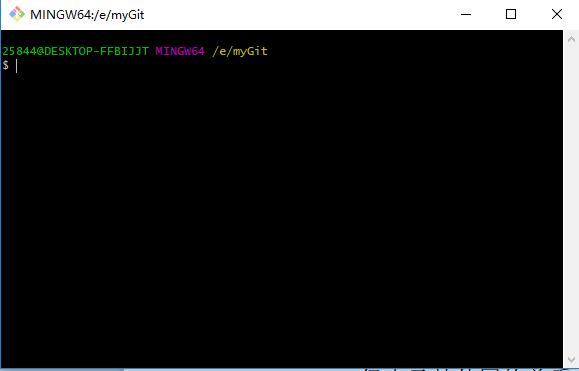 MINGW64:/e/myGit
25844@DESKTOP-FFBIJJT MINGW64 /e/myGit
$